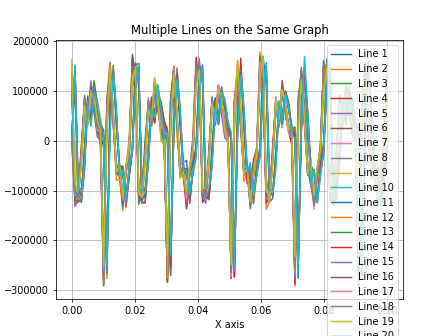 Multiple Lines on the Same Graph
200000
100000
0
−100000
−200000
−300000
0.00
0.02
0.04
0.06
0.08
X axis
Line 1
Line 2
Line 3
Line 4
Line 5
Line 6
Line 7
Line 8
Line 9
Line 10
Line 11
Line 12
Line 13
Line 14
Line 15
Line 16
Line 17
Line 18
Line 19
Line 20